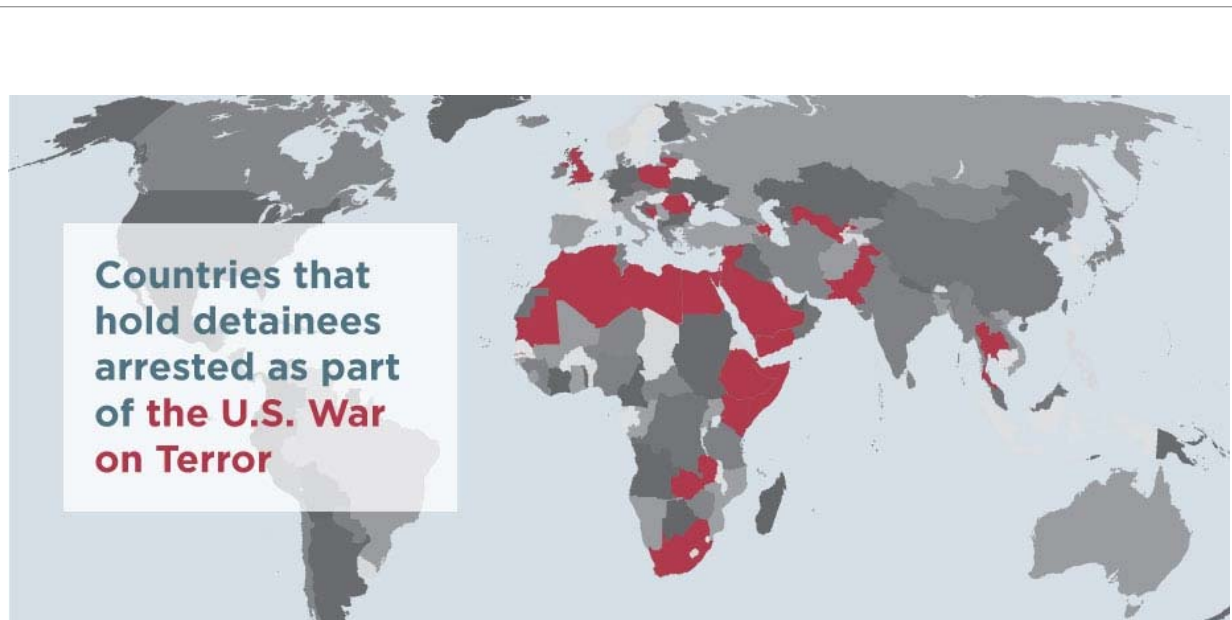 Countries that
hold detainees
arrested as part
of the U.S. War
on Terror